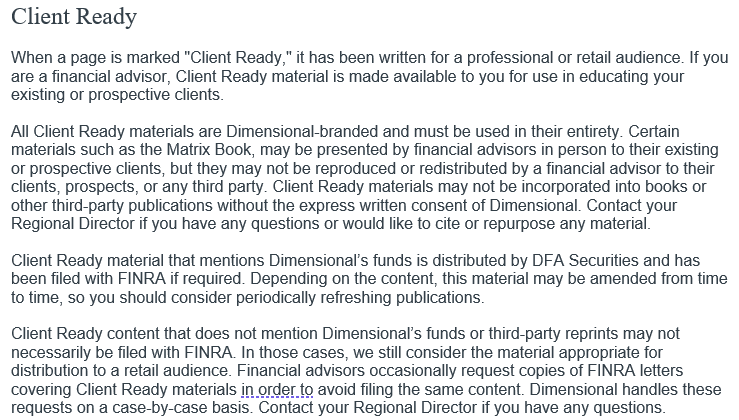 Client Ready
When a page is marked "Client Ready," it has been written for a professional or retail audience. If you
are a financial advisor, Client Ready material is made available to you for use in educating your
existing or prospective clients.
All Client Ready materials are Dimensional-branded and must be used in their entirety. Certain
materials such as the Matrix Book, may be presented by financial advisors in person to their existing
or prospective clients, but they may not be reproduced or redistributed by a financial advisor to their
clients, prospects, or any third party. Client Ready materials may not be incorporated into books or
other third-party publications without the express written consent of Dimensional. Contact your
Regional Director if you have any questions or would like to cite or repurpose any material.
Client Ready material that mentions Dimensional’s funds is distributed by DFA Securities and has
been filed with FINRA if required. Depending on the content, this material may be amended from time
to time, so you should consider periodically refreshing publications.
Client Ready content that does not mention Dimensional’s funds or third-party reprints may not
necessarily be filed with FINRA. In those cases, we still consider the material appropriate for
distribution to a retail audience. Financial advisors occasionally request copies of FINRA letters
covering Client Ready materials in order to avoid filing the same content. Dimensional handles these
requests on a case-by-case basis. Contact your Regional Director if you have any questions.